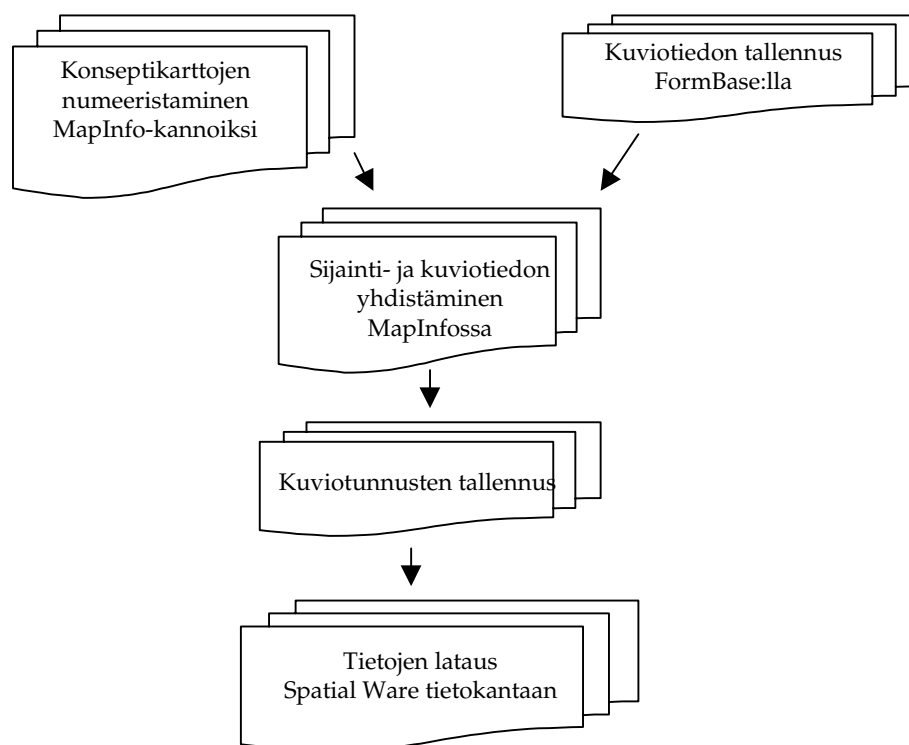 Konseptikarttojen
numeeristaminen
MapInfo-kannoiksi
Kuviotiedon tallennus
FormBase:lla
Sijainti- ja kuviotiedon
yhdistäminen
MapInfossa
Kuviotunnusten tallennus
Tietojen lataus
Spatial Ware tietokantaan